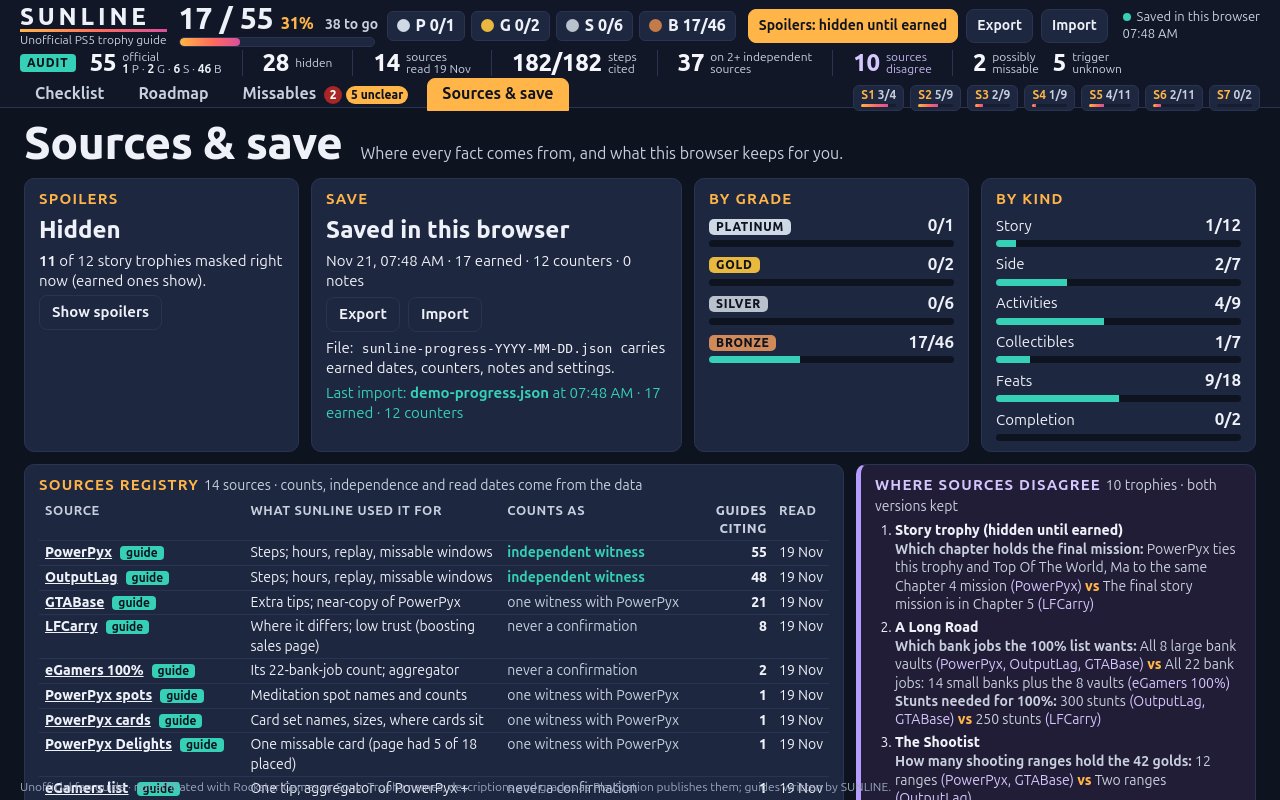 SUNLINE
Unofficial PS5 trophy guide
17 / 55 31% 38 to go
P 0/1 G 0/2 S 0/6 B 17/46
Spoilers: hidden until earned
Export
Import
Saved in this browser
07:48 AM
AUDIT 55 official
1 P · 2 G · 6 S · 46 B
28 hidden
14 sources
read 19 Nov
182/182 steps
cited
37 on 2+ independent
sources
10 sources
disagree
2 possibly
missable
5 trigger
unknown
Checklist Roadmap Missables 2 5 unclear Sources & save
S1 3/4 S2 5/9 S3 2/9 S4 1/9 S5 4/11 S6 2/11 S7 0/2
Sources & save Where every fact comes from, and what this browser keeps for you.
SPOILERS
Hidden
11 of 12 story trophies masked right
now (earned ones show).
Show spoilers
SAVE
Saved in this browser
Nov 21, 07:48 AM · 17 earned · 12 counters · 0
notes
Export Import
File: sunline-progress-YYYY-MM-DD.json carries
earned dates, counters, notes and settings.
Last import: demo-progress.json at 07:48 AM · 17
earned · 12 counters
BY GRADE
PLATINUM 0/1
GOLD 0/2
SILVER 0/6
BRONZE 17/46
BY KIND
Story 1/12
Side 2/7
Activities 4/9
Collectibles 1/7
Feats 9/18
Completion 0/2
SOURCES REGISTRY 14 sources · counts, independence and read dates come from the data
SOURCE WHAT SUNLINE USED IT FOR COUNTS AS GUIDES CITING READ
PowerPyx guide Steps; hours, replay, missable windows independent witness 55 19 Nov
OutputLag guide Steps; hours, replay, missable windows independent witness 48 19 Nov
GTABase guide Extra tips; near-copy of PowerPyx one witness with PowerPyx 21 19 Nov
LFCarry guide Where it differs; low trust (boosting sales page) never a confirmation 8 19 Nov
eGamers 100% guide Its 22-bank-job count; aggregator never a confirmation 2 19 Nov
PowerPyx spots guide Meditation spot names and counts one witness with PowerPyx 1 19 Nov
PowerPyx cards guide Card set names, sizes, where cards sit one witness with PowerPyx 1 19 Nov
PowerPyx Delights guide One missable card (page had 5 of 18 placed) one witness with PowerPyx 1 19 Nov
eGamers list guide never a confirmation 1 19 Nov
WHERE SOURCES DISAGREE 10 trophies · both
versions kept
1. Story trophy (hidden until earned)
Which chapter holds the final mission: PowerPyx ties
this trophy and Top Of The World, Ma to the same
Chapter 4 mission (PowerPyx) vs The final story
mission is in Chapter 5 (LFCarry)
2. A Long Road
Which bank jobs the 100% list wants: All 8 large bank
vaults (PowerPyx, OutputLag, GTABase) vs All 22 bank
jobs: 14 small banks plus the 8 vaults (eGamers 100%)
Stunts needed for 100%: 300 stunts (OutputLag,
GTABase) vs 250 stunts (LFCarry)
3. The Shootist
How many shooting ranges hold the 42 golds: 12
ranges (PowerPyx, GTABase) vs Two ranges
(OutputLag)